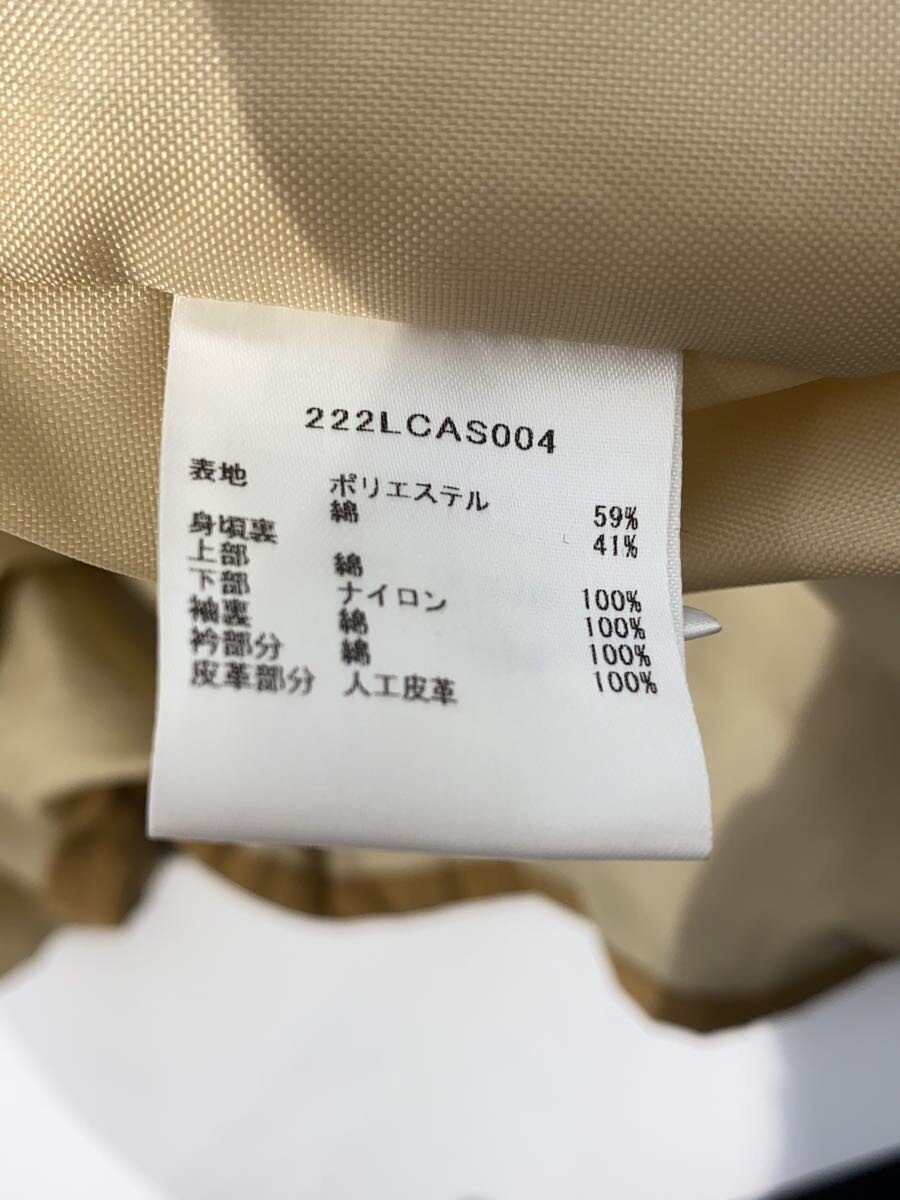 222LCAS004
表地 ポリエステル 59%
綿 41%
身頃裏
上部 綿 100%
下部 ナイロン 100%
袖裏 綿 100%
衿部分 綿 100%
皮革部分 人工皮革